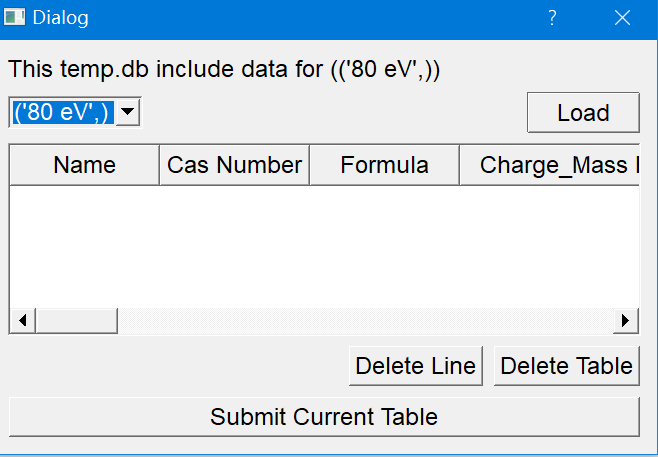 Dialog ?
This temp.db include data for (('80 eV',))
('80 eV',) Load
Name Cas Number Formula Charge_Mass
Delete Line Delete Table
Submit Current Table